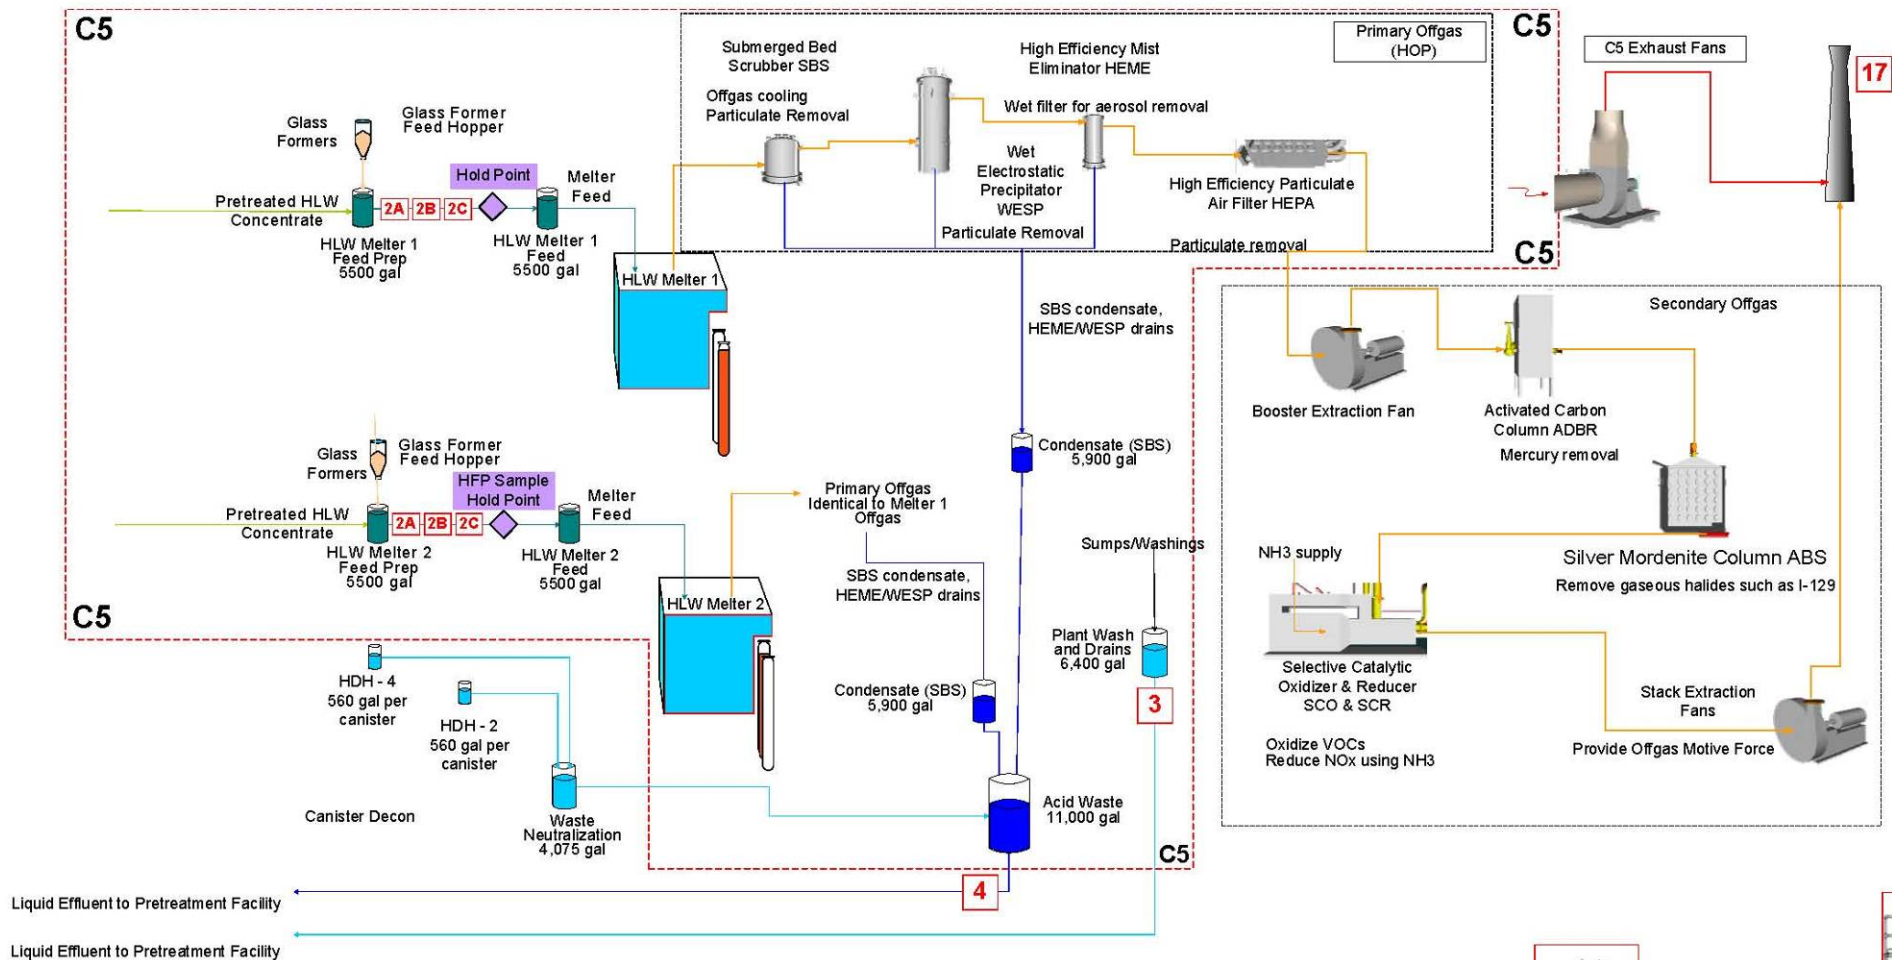 C5
C5
C5
C5
C5
Submerged Bed
Scrubber SBS
Offgas cooling
Particulate Removal
High Efficiency Mist
Eliminator HEME
Wet filter for aerosol removal
Primary Offgas
(HOP)
C5 Exhaust Fans
17
Glass
Formers
Glass Former
Feed Hopper
Hold Point
Melter
Feed
Pretreated HLW
Concentrate
2A
2B
2C
HLW Melter 1
Feed Prep
5500 gal
HLW Melter 1
Feed
5500 gal
HLW Melter 1
Wet
Electrostatic
Precipitator
WESP
Particulate Removal
High Efficiency Particulate
Air Filter HEPA
Particulate removal
SBS condensate,
HEME/WESP drains
Secondary Offgas
Booster Extraction Fan
Activated Carbon
Column ADBR
Mercury removal
Glass
Formers
Glass Former
Feed Hopper
HFP Sample
Hold Point
Melter
Feed
Pretreated HLW
Concentrate
2A
2B
2C
HLW Melter 2
Feed Prep
5500 gal
HLW Melter 2
Feed
5500 gal
HLW Melter 2
Primary Offgas
Identical to Melter 1
Offgas
Condensate (SBS)
5,900 gal
Sumps/Washings
SBS condensate,
HEME/WESP drains
NH3 supply
Silver Mordenite Column ABS
Remove gaseous halides such as I-129
Plant Wash
and Drains
6,400 gal
3
Selective Catalytic
Oxidizer & Reducer
SCO & SCR
Oxidize VOCs
Reduce NOx using NH3
Stack Extraction
Fans
Provide Offgas Motive Force
HDH - 4
560 gal per
canister
HDH - 2
560 gal per
canister
Condensate (SBS)
5,900 gal
Canister Decon
Waste
Neutralization
4,075 gal
Acid Waste
11,000 gal
4
Liquid Effluent to Pretreatment Facility
Liquid Effluent to Pretreatment Facility